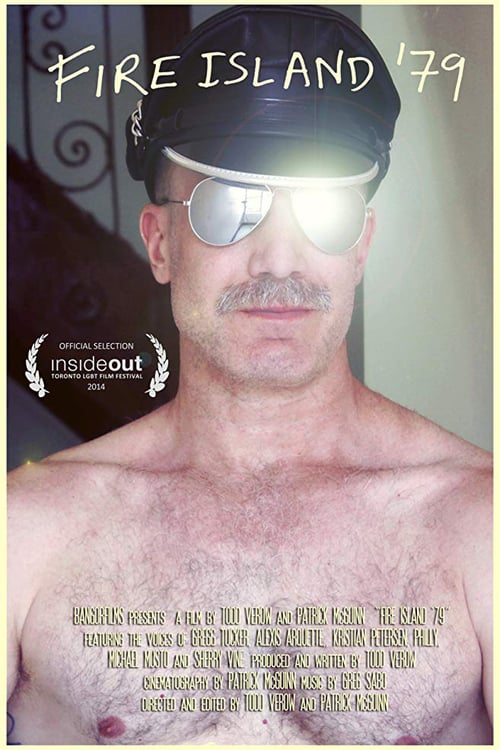 FIRE ISLAND '79
OFFICIAL SELECTION
insideout
TORONTO LGBT FILM FESTIVAL
2014
BANGORFILMS PRESENTS A FILM BY TODD VEROW AND PATRICK MCGUINN "FIRE ISLAND '79"
FEATURING THE VOICES OF GREGG TUCKER, ALEXIS ARQUETTE, KRISTIAN PETERSEN, PHILLY,
MICHAEL MUSTO AND SHERRY VINE PRODUCED AND WRITTEN BY TODD VEROW
CINEMATOGRAPHY BY PATRICK MCGUINN MUSIC BY GREG SABO
DIRECTED AND EDITED BY TODD VEROW AND PATRICK MCGUINN